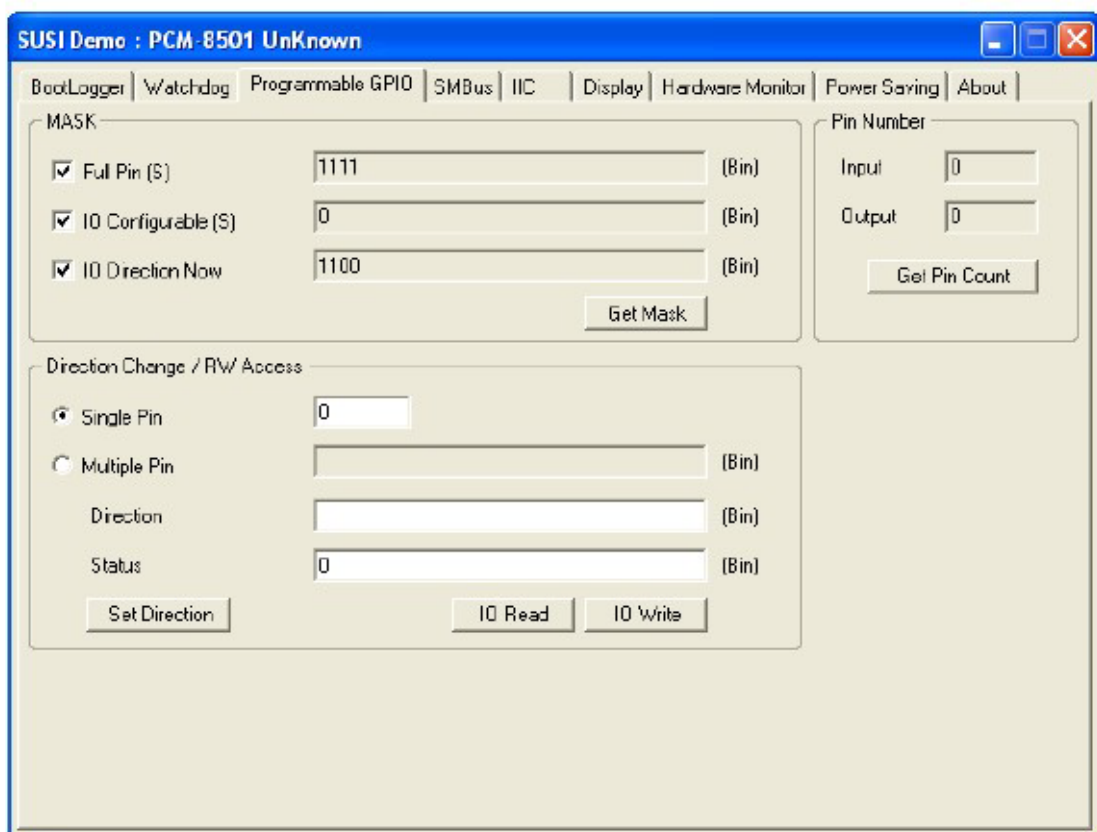 SUSI Demo : PCM-8501 UnKnown
BootLogger Watchdog Programmable GPIO SMBus IIC Display Hardware Monitor Power Saving About
MASK
Full Pin (S) 1111 (Bin)
IO Configurable (S) 0 (Bin)
IO Direction Now 1100 (Bin)
Get Mask
Pin Number
Input 0
Output 0
Get Pin Count
Direction Change / RW Access
Single Pin 0
Multiple Pin (Bin)
Direction (Bin)
Status 0 (Bin)
Set Direction IO Read IO Write